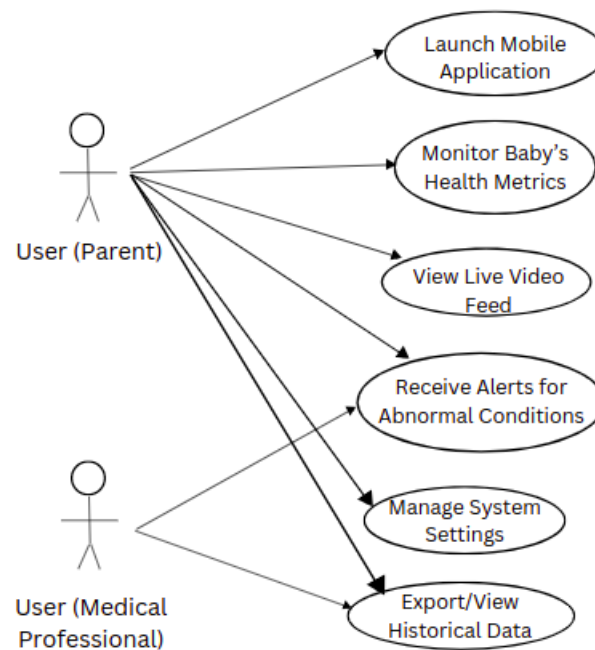 Launch Mobile
Application
Monitor Baby's
Health Metrics
User (Parent)
View Live Video
Feed
Receive Alerts for
Abnormal Conditions
Manage System
Settings
User (Medical
Professional)
Export/View
Historical Data